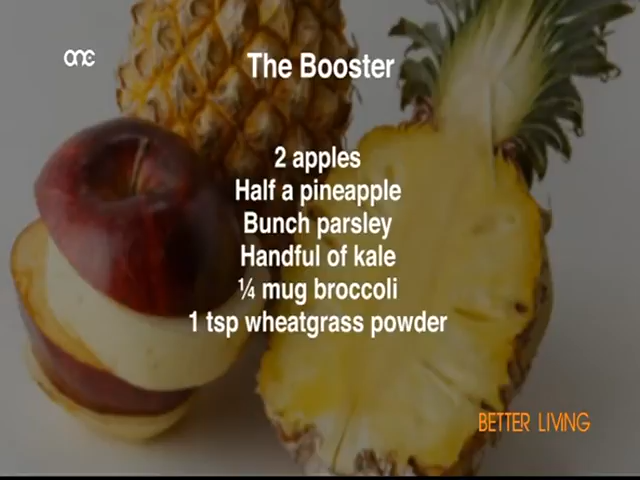 one
The Booster
2 apples
Half a pineapple
Bunch parsley
Handful of kale
¼ mug broccoli
1 tsp wheatgrass powder
BETTER LIVING